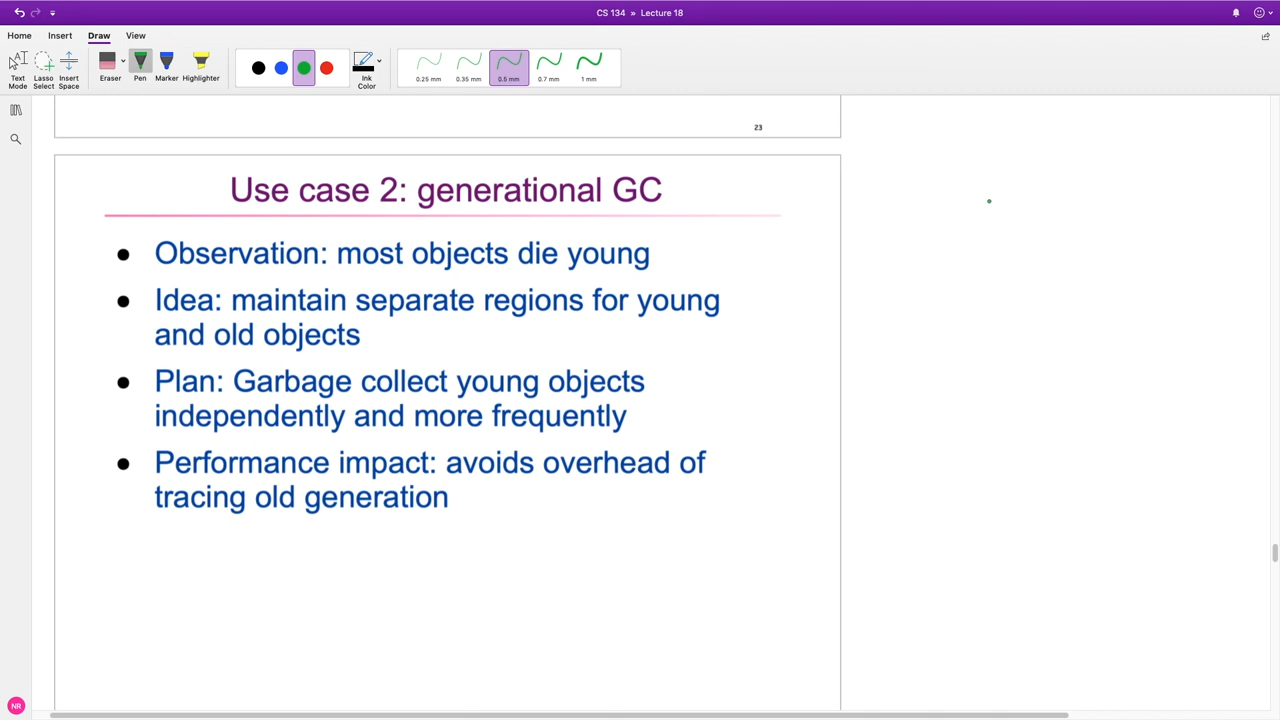 CS 134 » Lecture 18
Home Insert Draw View
Text Mode
Lasso Select
Insert Space
Eraser
Pen
Marker
Highlighter
Ink Color
0.25 mm
0.35 mm
0.5 mm
0.7 mm
1 mm
23
Use case 2: generational GC
● Observation: most objects die young
● Idea: maintain separate regions for young
and old objects
● Plan: Garbage collect young objects
independently and more frequently
● Performance impact: avoids overhead of
tracing old generation
NR